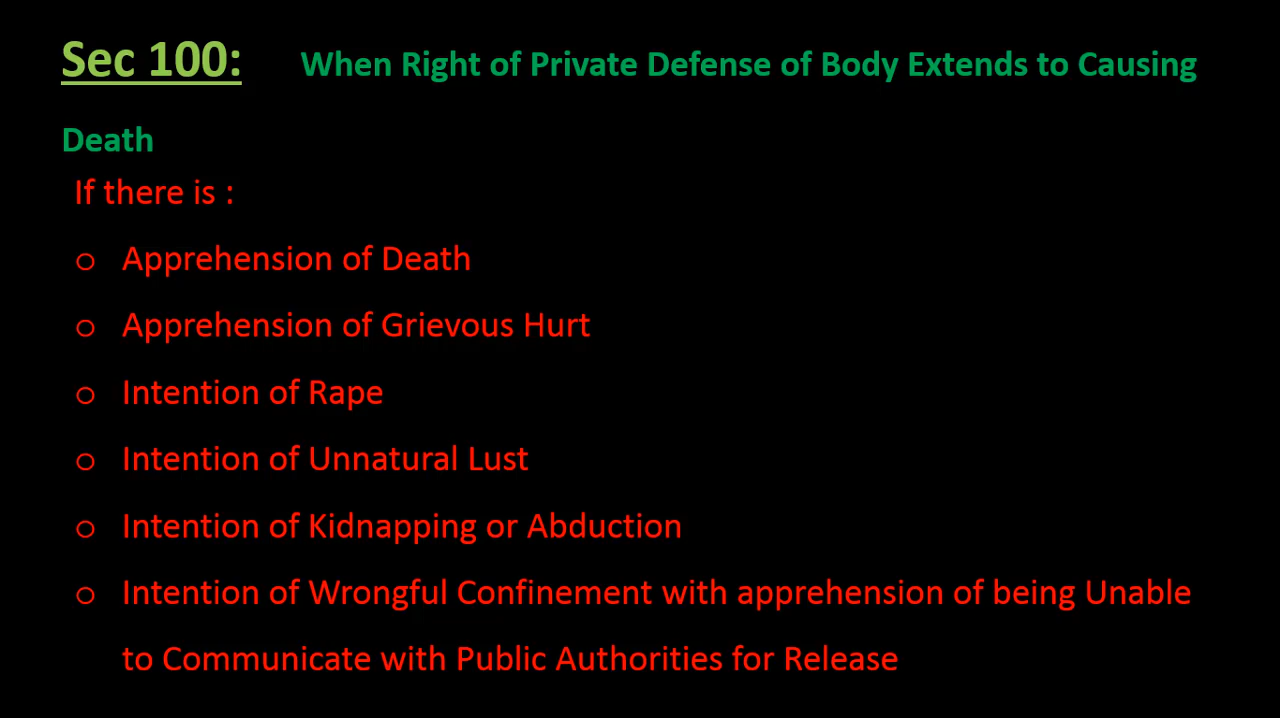 Sec 100: When Right of Private Defense of Body Extends to Causing
Death
If there is :
o Apprehension of Death
o Apprehension of Grievous Hurt
o Intention of Rape
o Intention of Unnatural Lust
o Intention of Kidnapping or Abduction
o Intention of Wrongful Confinement with apprehension of being Unable
to Communicate with Public Authorities for Release